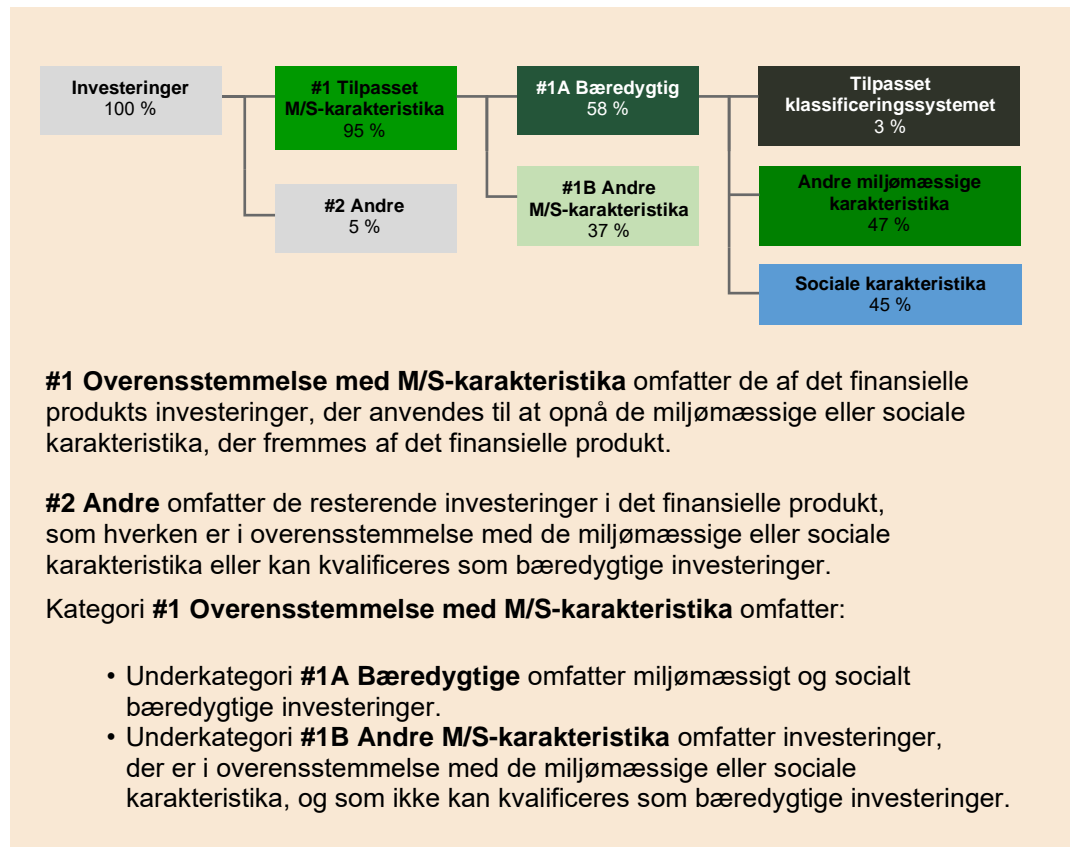 Investeringer
100 %
#1 Tilpasset
M/S-karakteristika
95 %
#2 Andre
5 %
#1A Bæredygtig
58 %
#1B Andre
M/S-karakteristika
37 %
Tilpasset
klassificeringssystemet
3 %
Andre miljømæssige
karakteristika
47 %
Sociale karakteristika
45 %
#1 Overensstemmelse med M/S-karakteristika omfatter de af det finansielle
produkts investeringer, der anvendes til at opnå de miljømæssige eller sociale
karakteristika, der fremmes af det finansielle produkt.
#2 Andre omfatter de resterende investeringer i det finansielle produkt,
som hverken er i overensstemmelse med de miljømæssige eller sociale
karakteristika eller kan kvalificeres som bæredygtige investeringer.
Kategori #1 Overensstemmelse med M/S-karakteristika omfatter:
• Underkategori #1A Bæredygtige omfatter miljømæssigt og socialt
bæredygtige investeringer.
• Underkategori #1B Andre M/S-karakteristika omfatter investeringer,
der er i overensstemmelse med de miljømæssige eller sociale
karakteristika, og som ikke kan kvalificeres som bæredygtige investeringer.